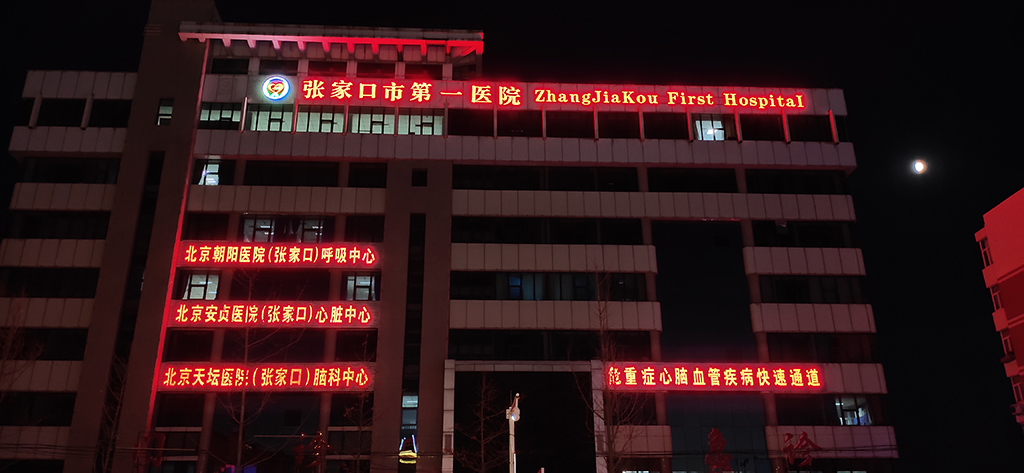 张家口市第一医院 ZhangJiaKou First Hospital
北京朝阳医院(张家口)呼吸中心
北京安贞医院(张家口)心脏中心
北京天坛医院(张家口)脑科中心
重症心脑血管疾病快速通道
急诊